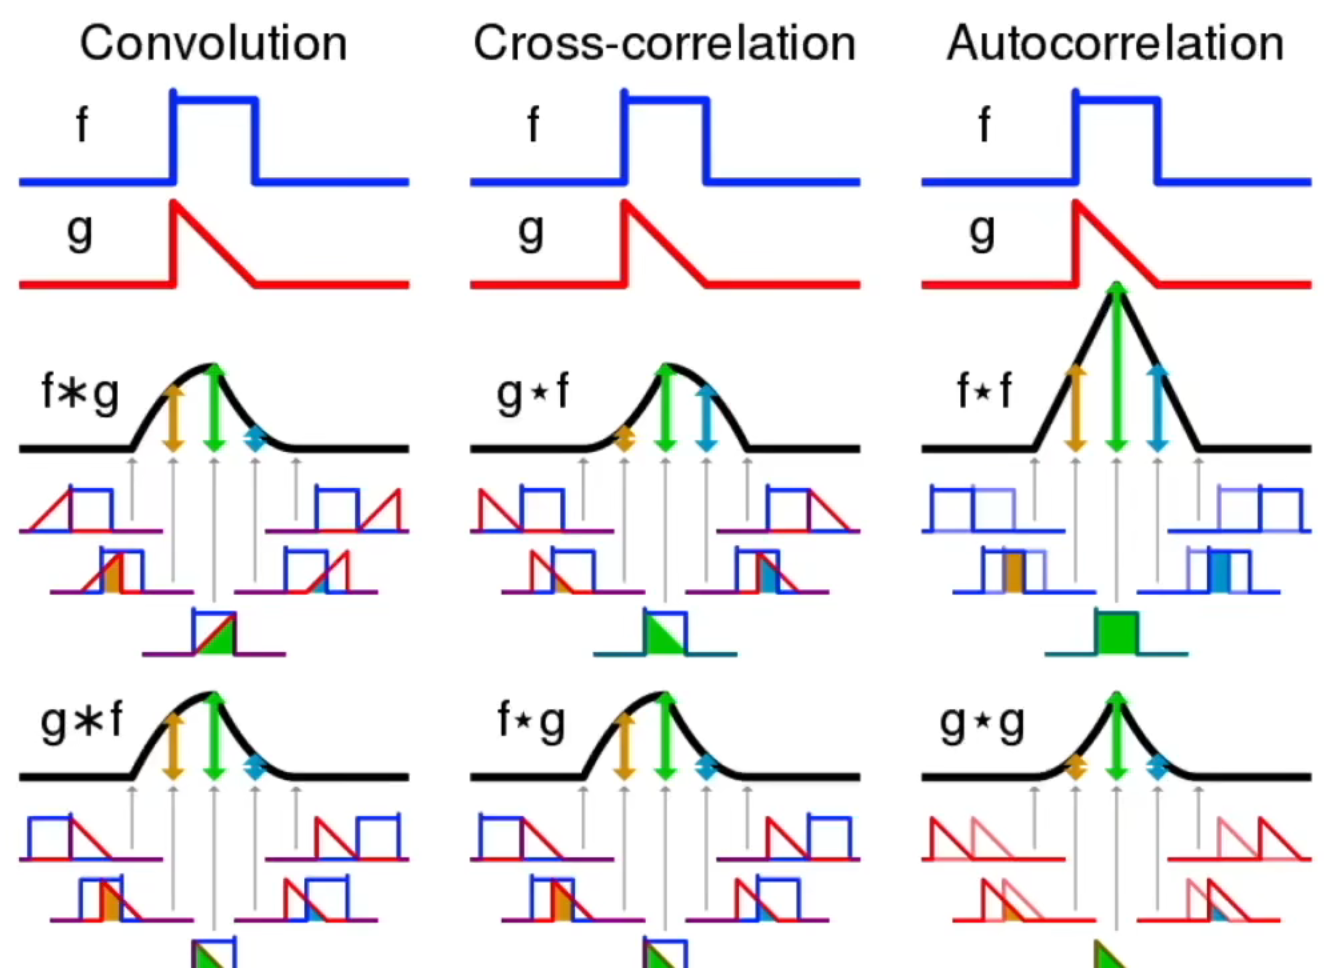 Convolution Cross-correlation Autocorrelation
f f f
g g g
f∗g g⋆f f⋆f
g∗f f⋆g g⋆g